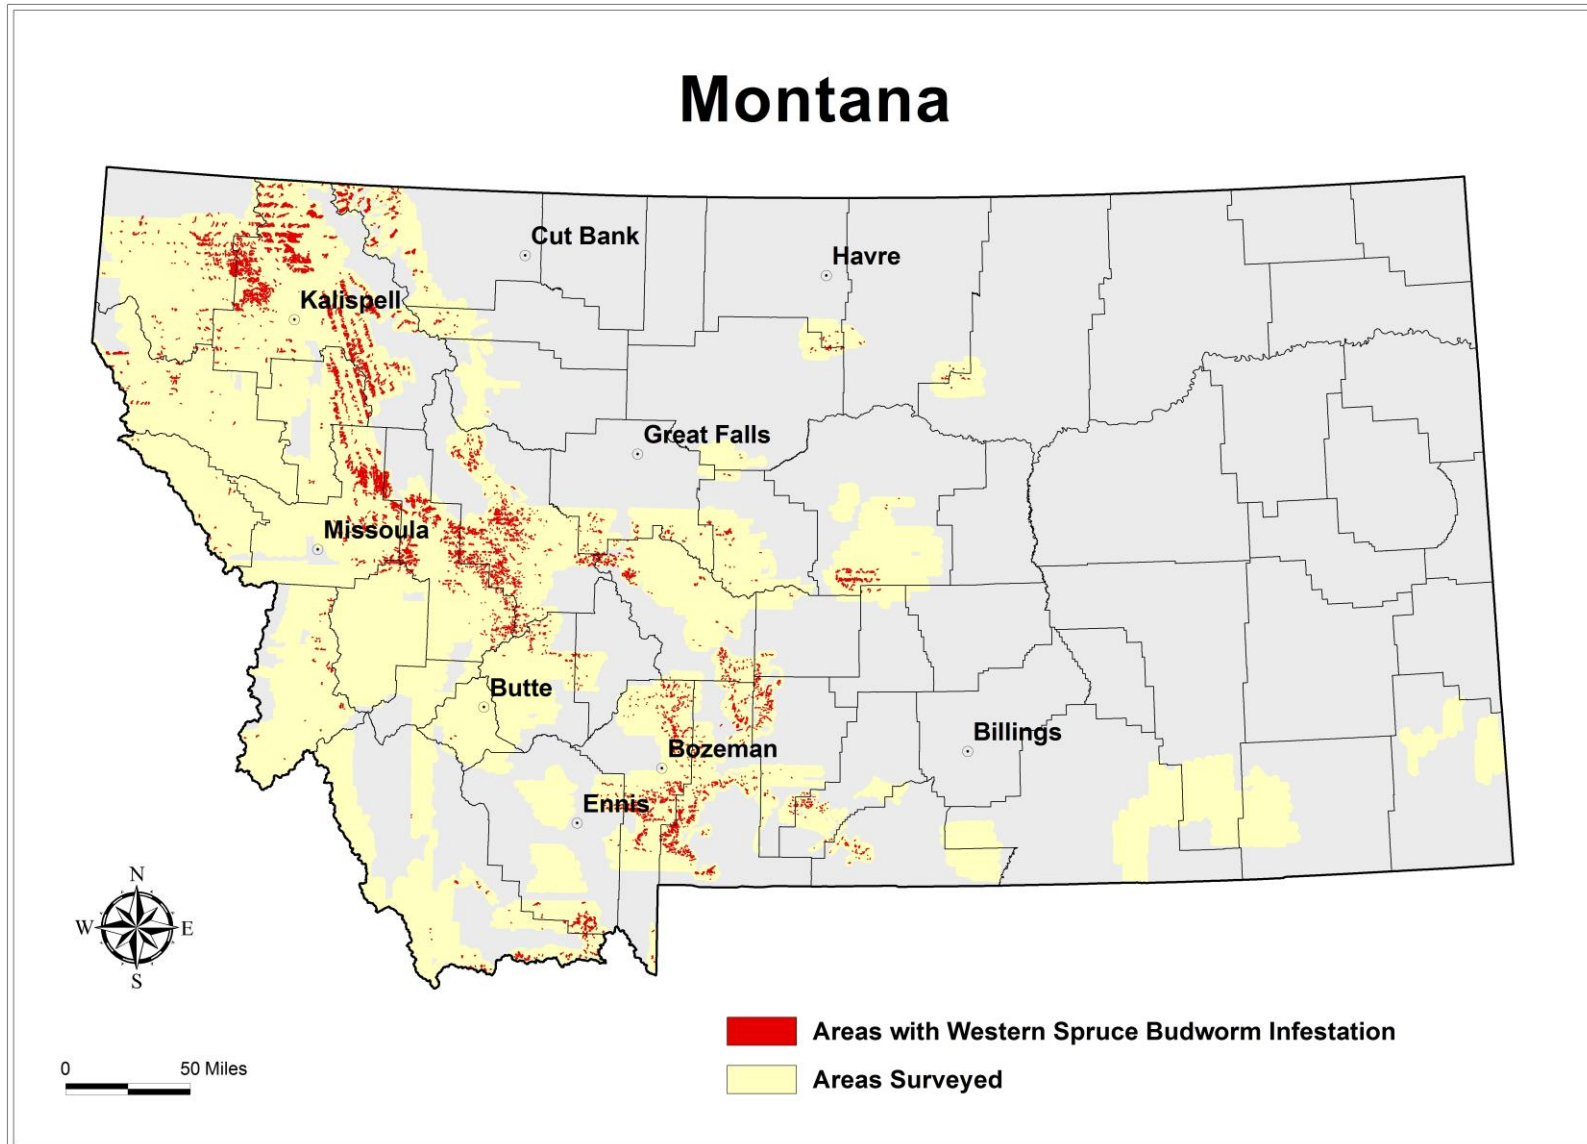 Montana
Cut Bank
Havre
Kalispell
Great Falls
Missoula
Butte
Billings
Bozeman
Ennis
N
W E
S
Areas with Western Spruce Budworm Infestation
0 50 Miles
Areas Surveyed